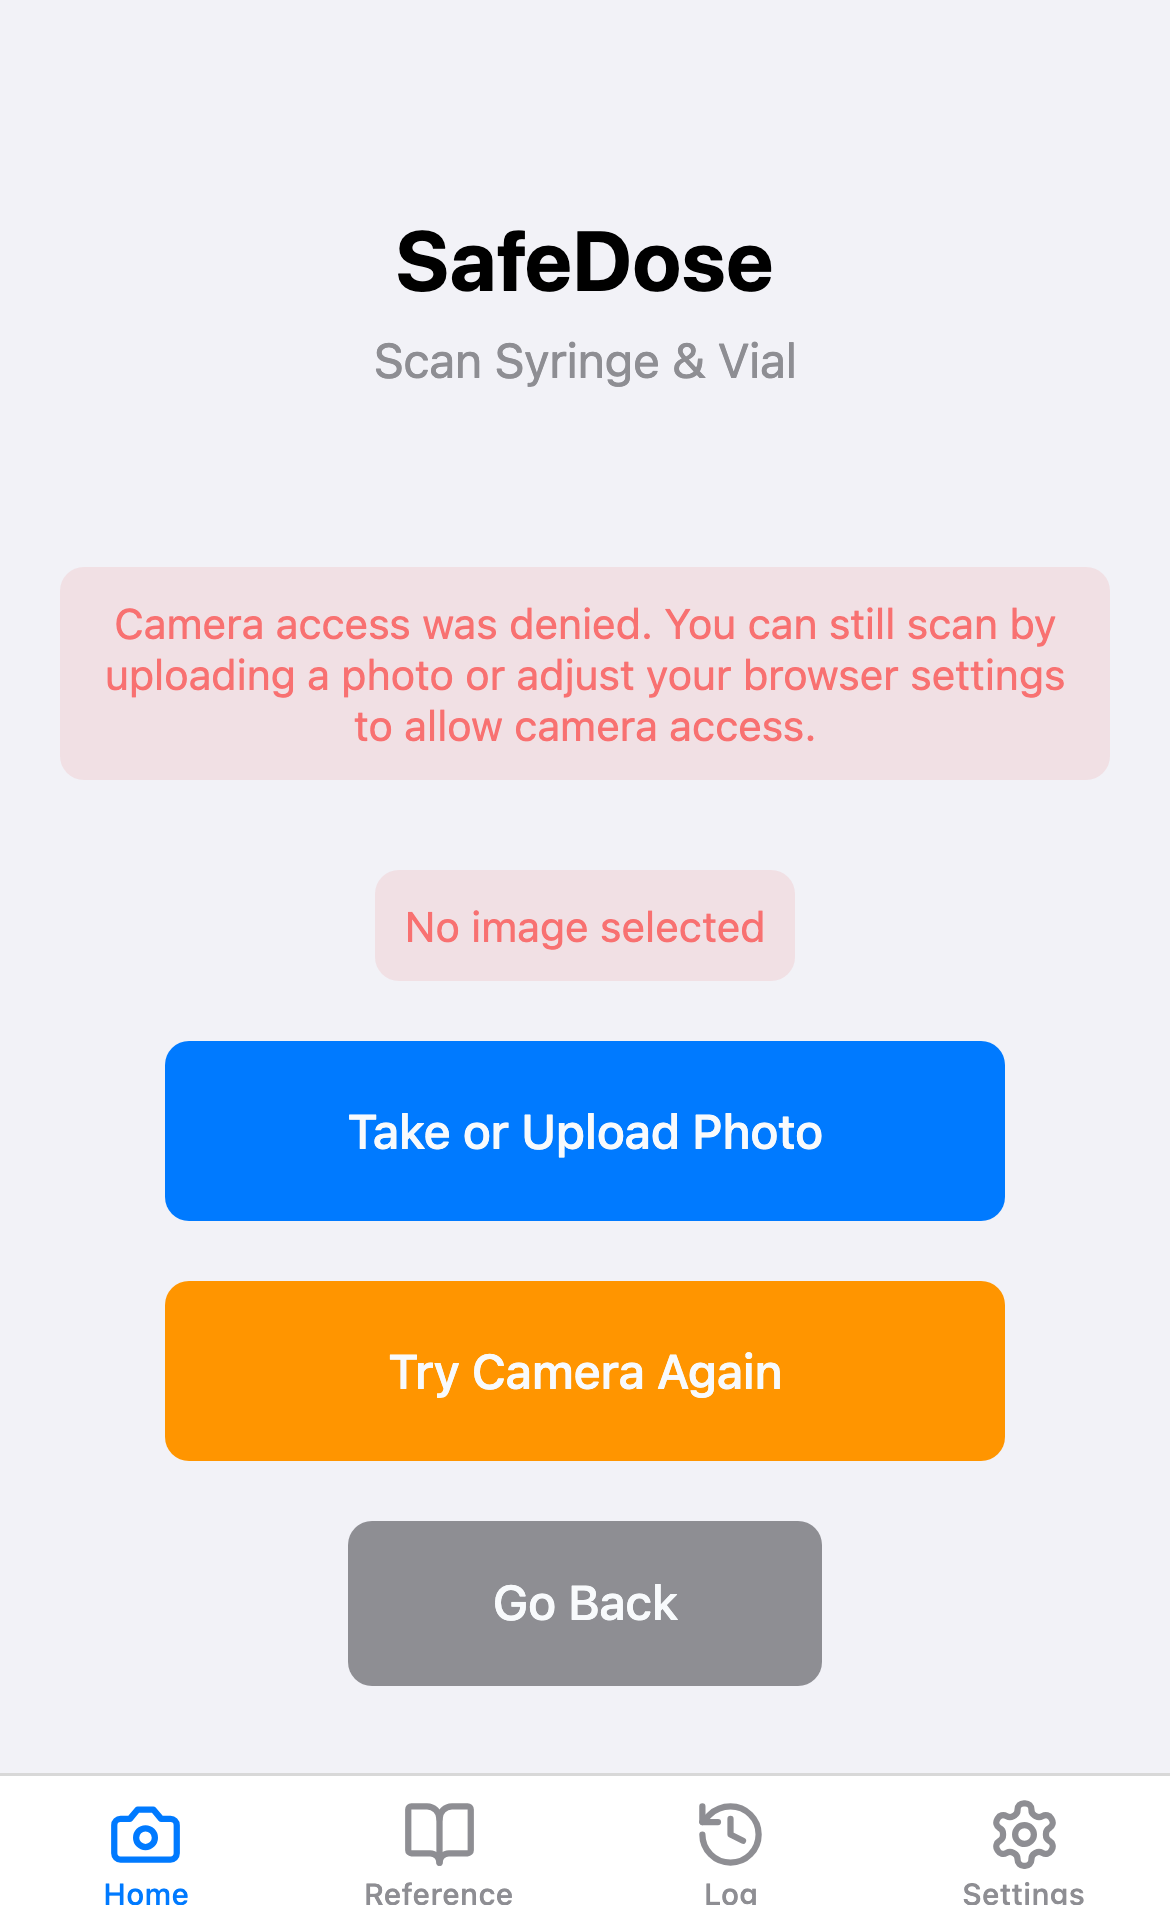 SafeDose
Scan Syringe & Vial
Camera access was denied. You can still scan by
uploading a photo or adjust your browser settings
to allow camera access.
No image selected
Take or Upload Photo
Try Camera Again
Go Back
Home
Reference
Log
Settings